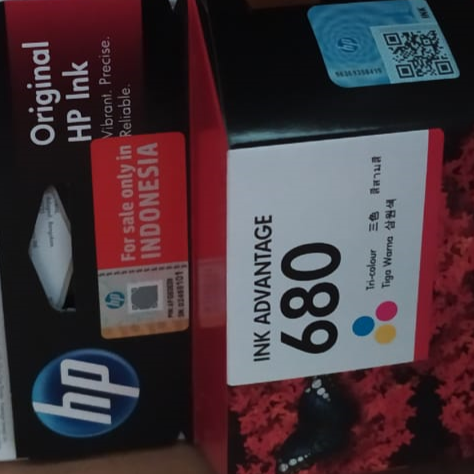 Original
HP Ink
Vibrant. Precise.
Reliable.
For sale only in
INDONESIA
hp
INK ADVANTAGE
680
Tri-colour 三色 สีสามสี
Tiga Warna 삼원색
INK